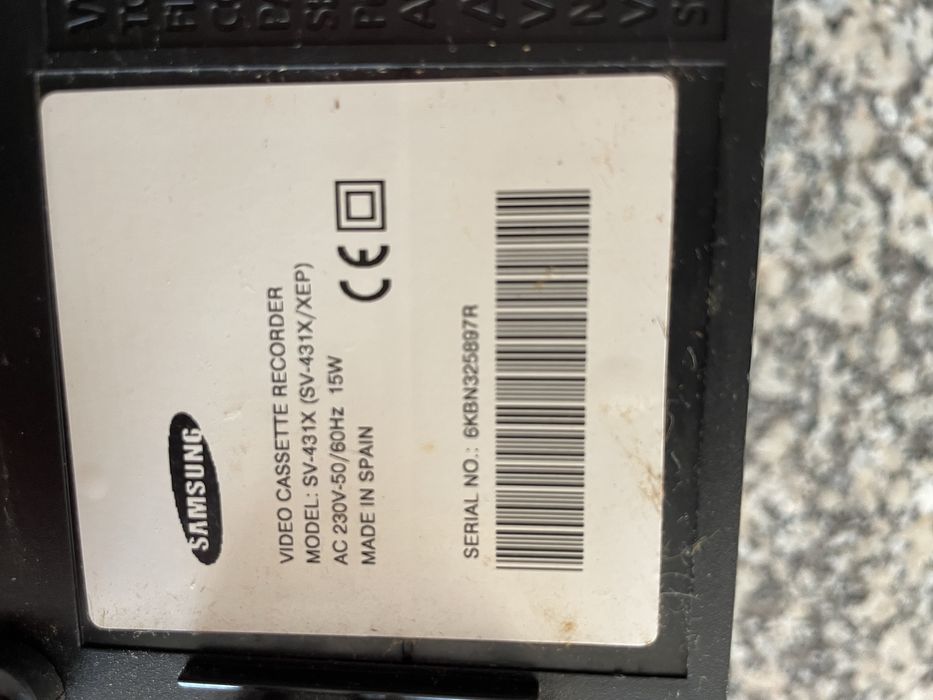 SAMSUNG
VIDEO CASSETTE RECORDER
MODEL: SV-431X (SV-431X/XEP)
AC 230V-50/60Hz 15W
MADE IN SPAIN
CE
SERIAL NO.: 6KBN325897R